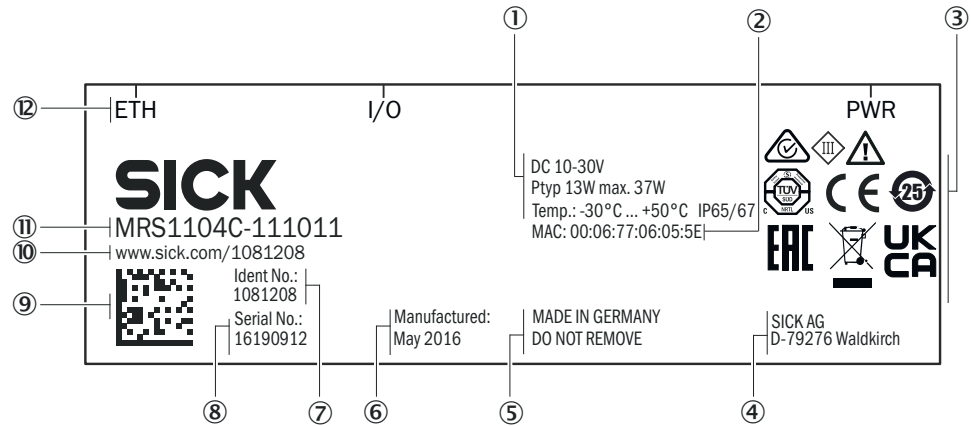 ① ② ③
⑫ ETH I/O PWR
DC 10-30V
Ptyp 13W max. 37W
Temp.: -30°C ... +50°C IP65/67
MAC: 00:06:77:06:05:5E
III
TÜV
SÜD
C NRTL US
CE 25
EAC UK
CA
SICK
⑪ MRS1104C-111011
⑩ www.sick.com/1081208
⑨ Ident No.:
1081208
Serial No.:
16190912
Manufactured:
May 2016
MADE IN GERMANY
DO NOT REMOVE
SICK AG
D-79276 Waldkirch
⑧ ⑦ ⑥ ⑤ ④